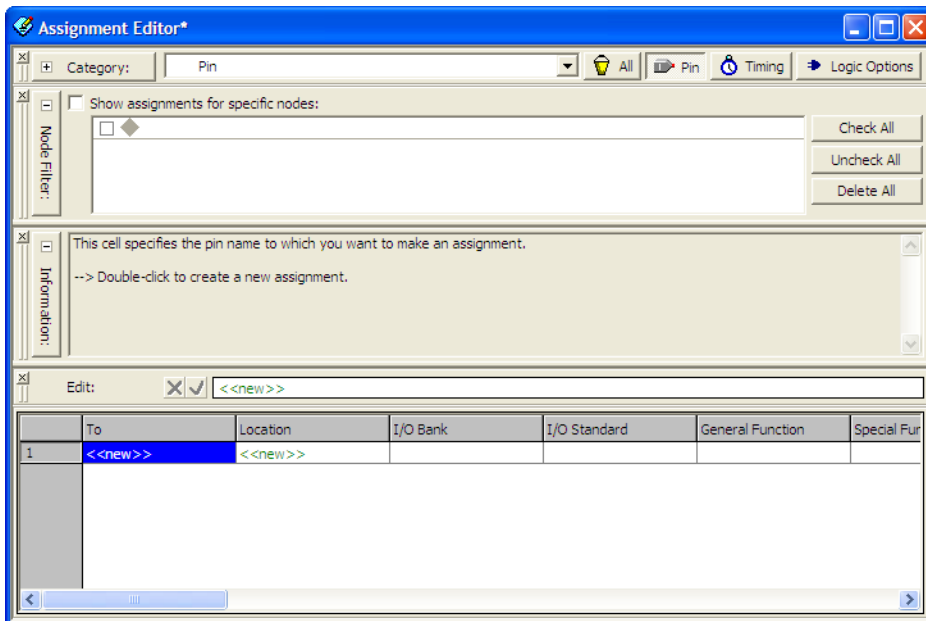 Assignment Editor*
Category: Pin All Pin Timing Logic Options
Show assignments for specific nodes:
Node Filter:
Check All
Uncheck All
Delete All
This cell specifies the pin name to which you want to make an assignment.
--> Double-click to create a new assignment.
Information:
Edit: <<new>>
To Location I/O Bank I/O Standard General Function Special Fur
1 <<new>> <<new>>